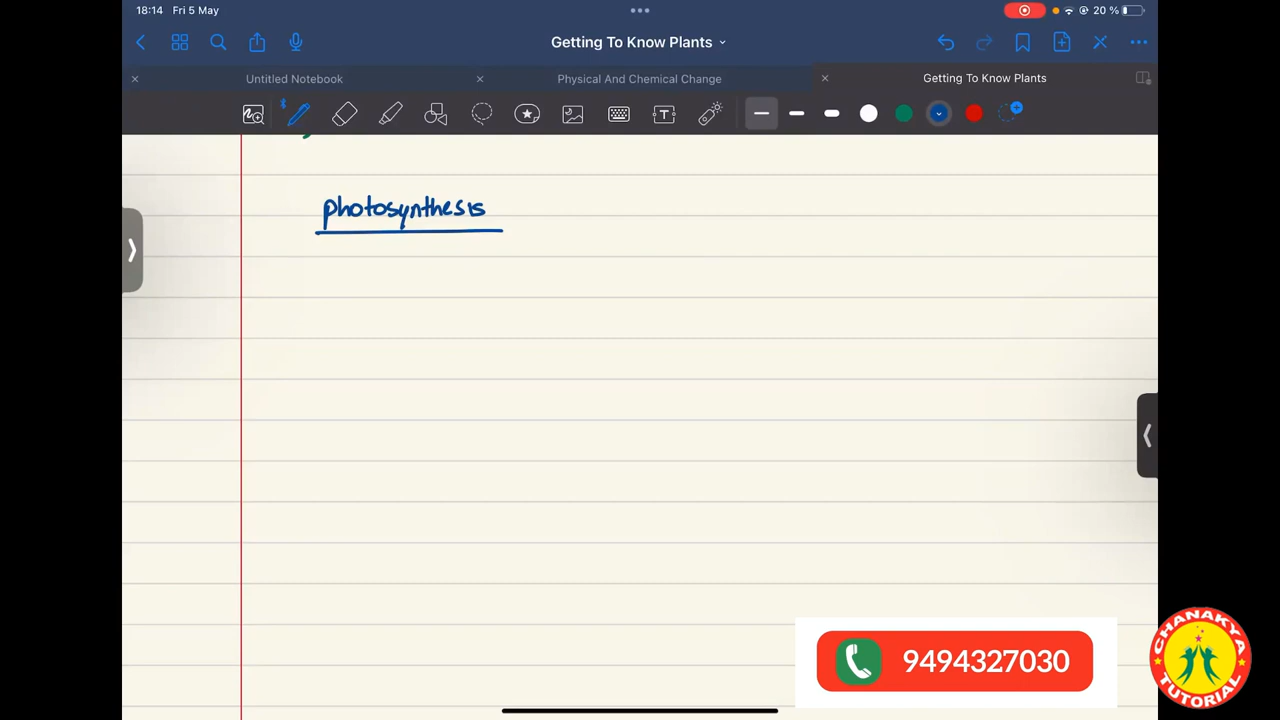 18:14 Fri 5 May
20 %
Getting To Know Plants
Untitled Notebook
Physical And Chemical Change
Getting To Know Plants
T
photosynthesis
9494327030
CHANAKYA
TUTORIAL